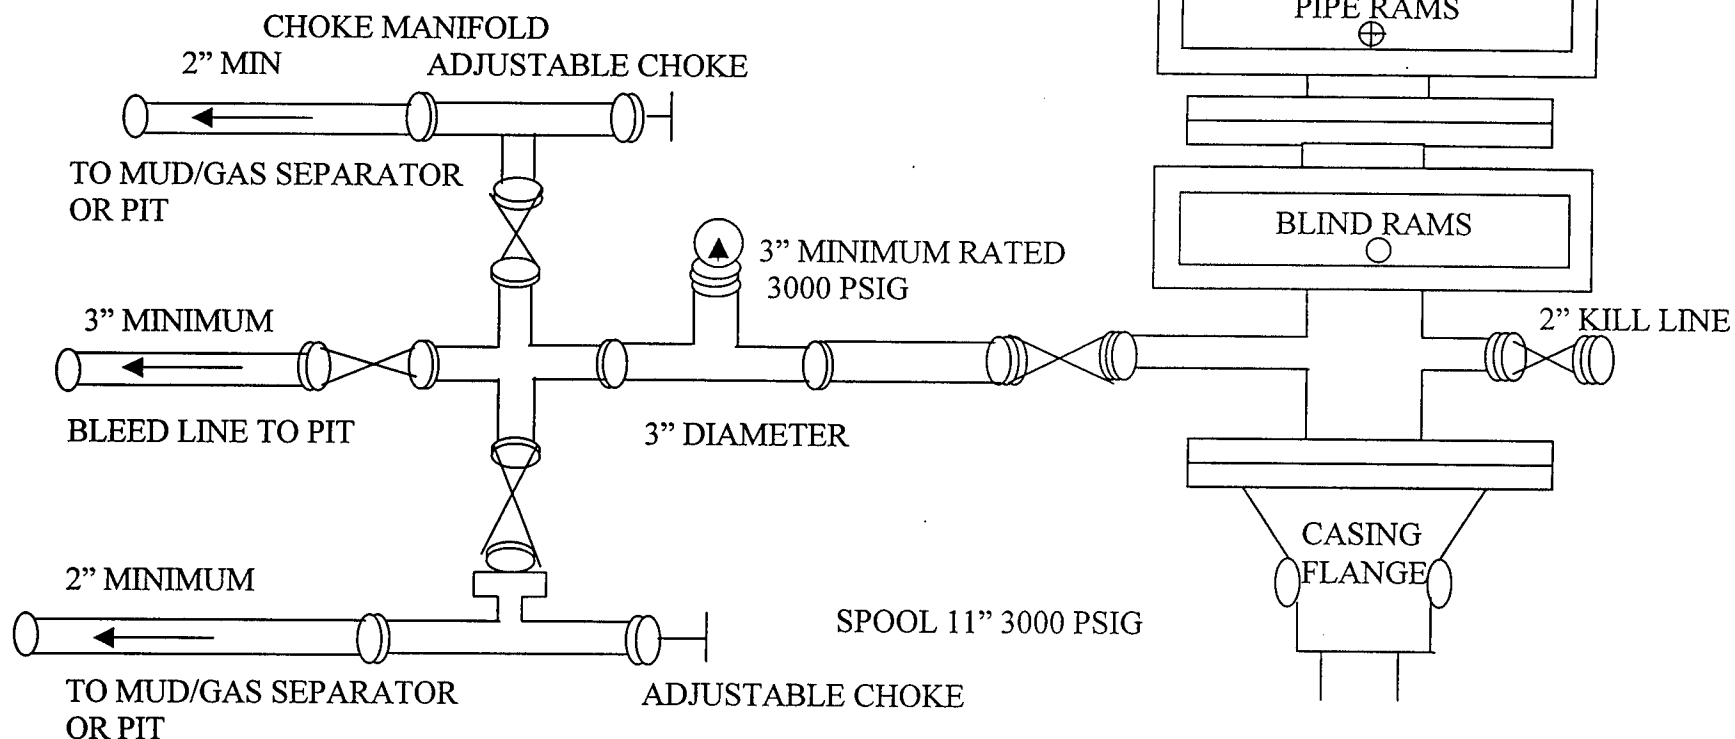 PIPE RAMS
CHOKE MANIFOLD
2” MIN
ADJUSTABLE CHOKE
TO MUD/GAS SEPARATOR
OR PIT
BLIND RAMS
3” MINIMUM RATED
3000 PSIG
3” MINIMUM
2” KILL LINE
BLEED LINE TO PIT
3” DIAMETER
CASING
FLANGE
2” MINIMUM
SPOOL 11” 3000 PSIG
TO MUD/GAS SEPARATOR
OR PIT
ADJUSTABLE CHOKE